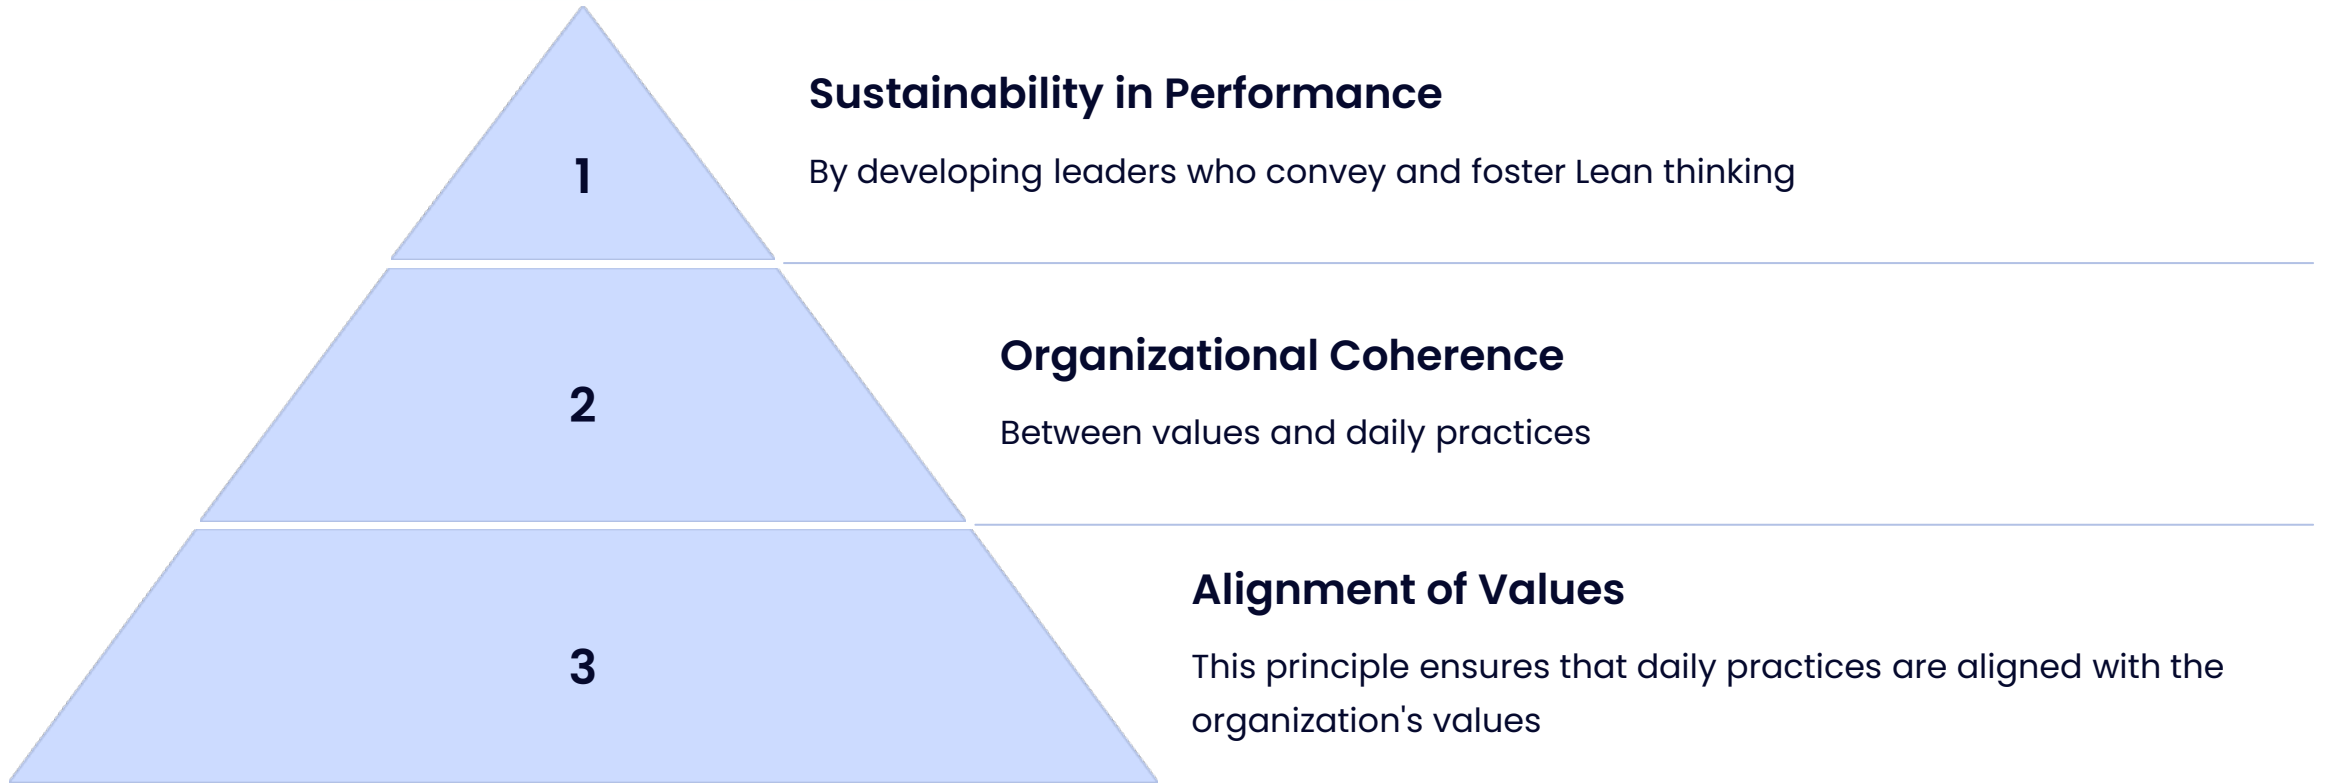 1
Sustainability in Performance
By developing leaders who convey and foster Lean thinking
2
Organizational Coherence
Between values and daily practices
3
Alignment of Values
This principle ensures that daily practices are aligned with the
organization's values